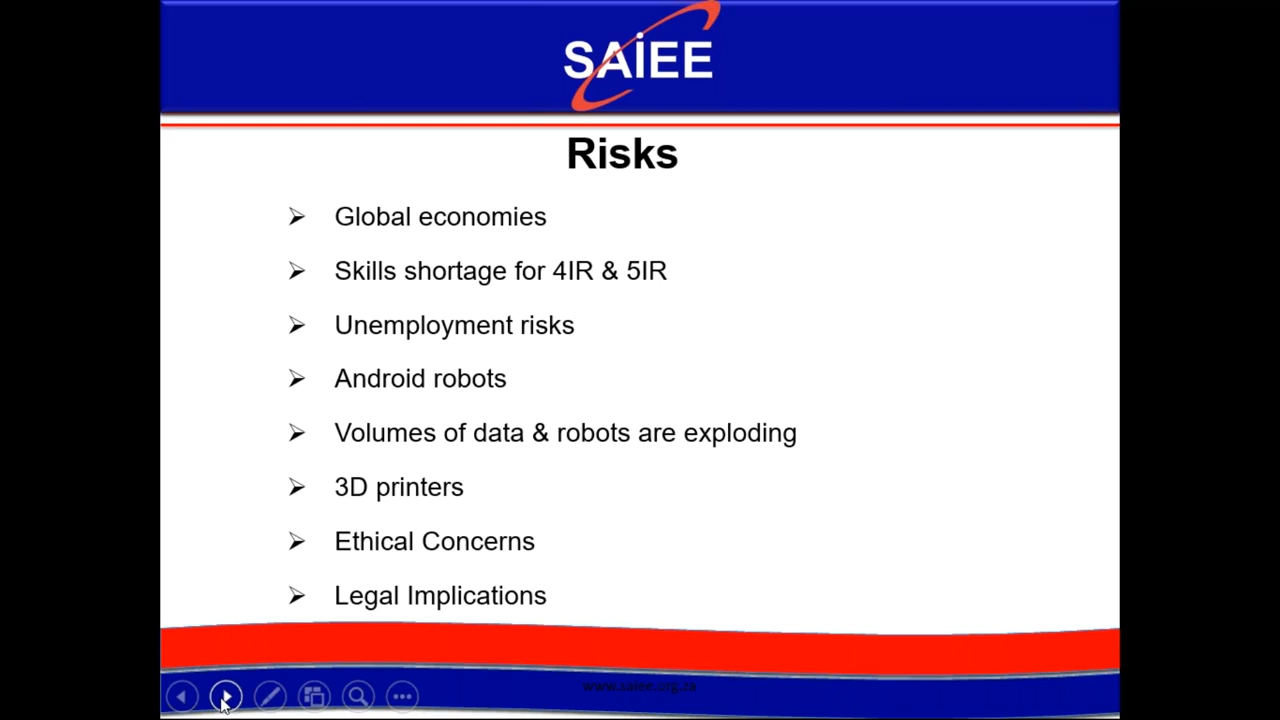 SAiEE
Risks
Global economies
Skills shortage for 4IR & 5IR
Unemployment risks
Android robots
Volumes of data & robots are exploding
3D printers
Ethical Concerns
Legal Implications
www.saiee.org.za